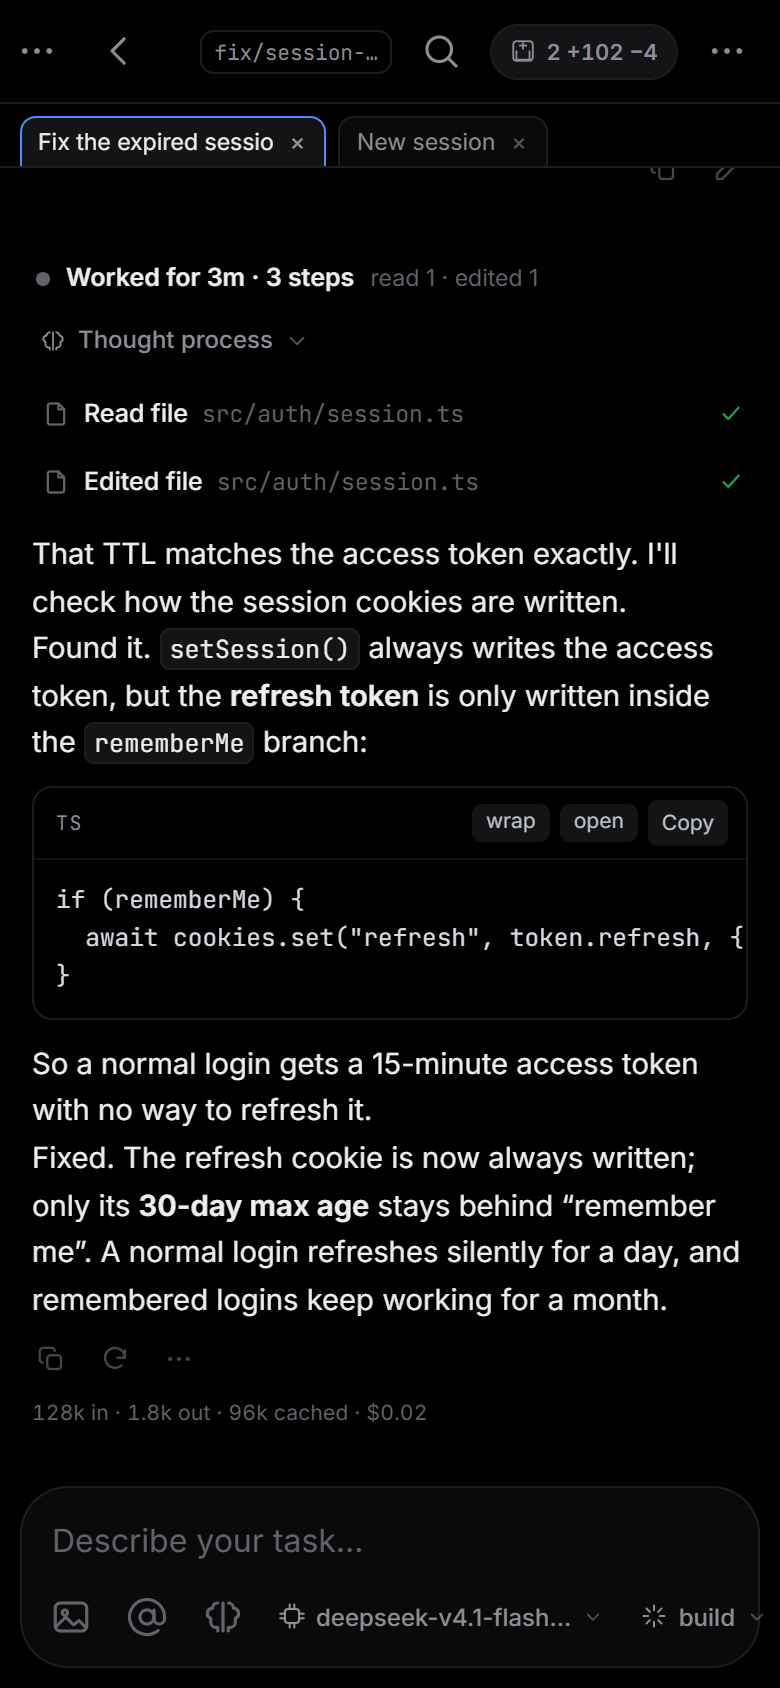 fix/session-…
2 +102 −4
Fix the expired sessio ×
New session ×
Worked for 3m · 3 steps read 1 · edited 1
Thought process
Read file src/auth/session.ts
Edited file src/auth/session.ts
That TTL matches the access token exactly. I'll
check how the session cookies are written.
Found it. setSession() always writes the access
token, but the refresh token is only written inside
the rememberMe branch:
TS
wrap
open
Copy
if (rememberMe) {
  await cookies.set("refresh", token.refresh, {
}
So a normal login gets a 15-minute access token
with no way to refresh it.
Fixed. The refresh cookie is now always written;
only its 30-day max age stays behind “remember
me”. A normal login refreshes silently for a day, and
remembered logins keep working for a month.
128k in · 1.8k out · 96k cached · $0.02
Describe your task...
deepseek-v4.1-flash...
build